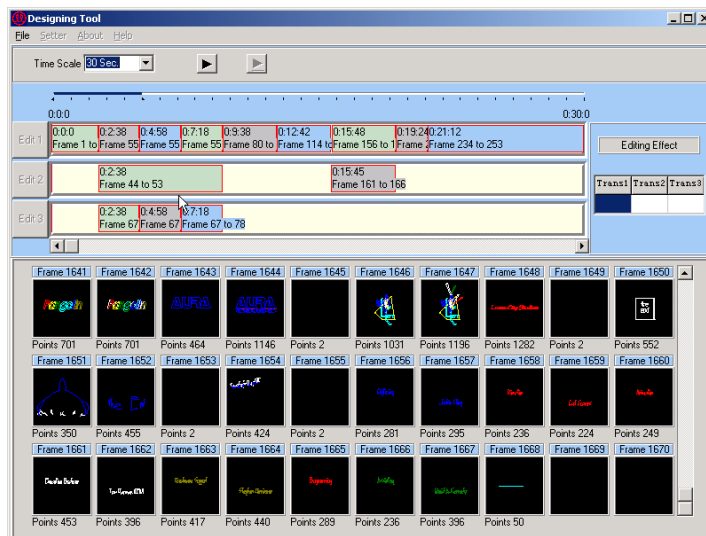 Designing Tool
File Setter About Help
Time Scale 30 Sec.
0:0:0 0:30:0
Edit 1
0:0:0 0:2:38 0:4:58 0:7:18 0:9:38 0:12:42 0:15:48 0:19:24 0:21:12
Frame 1 to Frame 55 Frame 55 Frame 55 Frame 80 to Frame 114 to Frame 156 to 1 Frame Frame 234 to 253
Editing Effect
Edit 2
0:2:38 0:15:45
Frame 44 to 53 Frame 161 to 166
Trans1 Trans2 Trans3
Edit 3
0:2:38 0:4:58 0:7:18
Frame 67 Frame 67 Frame 67 to 78
Frame 1641 Frame 1642 Frame 1643 Frame 1644 Frame 1645 Frame 1646 Frame 1647 Frame 1648 Frame 1649 Frame 1650
Pangolin Pangolin AURA AURA
the
Points 701 Points 701 Points 464 Points 1146 Points 2 Points 1031 Points 1196 Points 1282 Points 2 Points 552
Frame 1651 Frame 1652 Frame 1653 Frame 1654 Frame 1655 Frame 1656 Frame 1657 Frame 1658 Frame 1659 Frame 1660
Points 350 Points 455 Points 2 Points 424 Points 2 Points 281 Points 295 Points 236 Points 224 Points 249
Frame 1661 Frame 1662 Frame 1663 Frame 1664 Frame 1665 Frame 1666 Frame 1667 Frame 1668 Frame 1669 Frame 1670
Points 453 Points 396 Points 417 Points 440 Points 289 Points 236 Points 396 Points 50